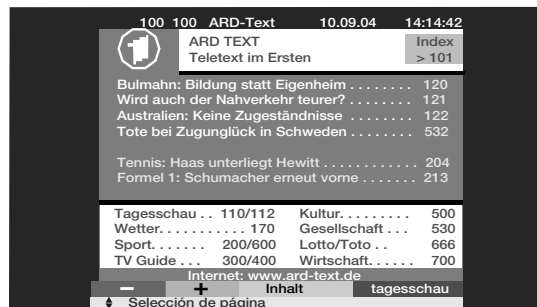 100 100 ARD-Text 10.09.04 14:14:42
ARD TEXT Index
Teletext im Ersten > 101
Bulmahn: Bildung statt Eigenheim . . . . . . . . 120
Wird auch der Nahverkehr teurer? . . . . . . . . 121
Australien: Keine Zugeständnisse . . . . . . . . 122
Tote bei Zugunglück in Schweden . . . . . . . . 532
Tennis: Haas unterliegt Hewitt . . . . . . . . . . . . 204
Formel 1: Schumacher erneut vorne . . . . . . . 213
Tagesschau . . 110/112 Kultur. . . . . . . . . 500
Wetter. . . . . . . . . . . 170 Gesellschaft . . . 530
Sport. . . . . . . 200/600 Lotto/Toto . . 666
TV Guide . . . 300/400 Wirtschaft. . . . . . 700
Internet: www.ard-text.de
− + Inhalt tagesschau
Selección de página